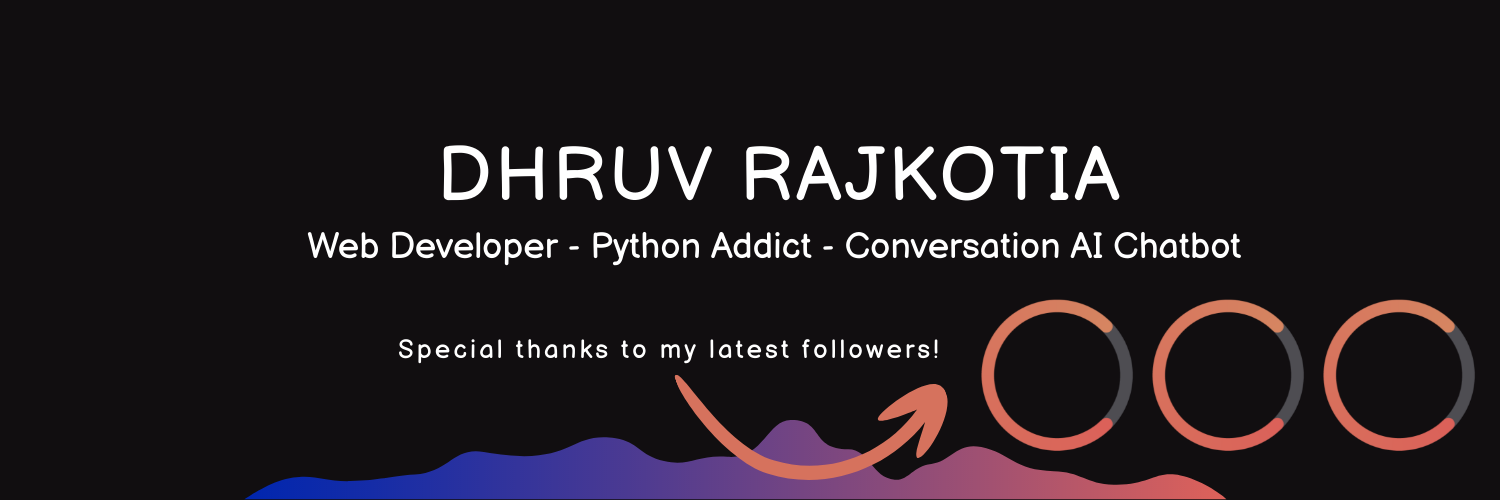 DHRUV RAJKOTIA
Web Developer - Python Addict - Conversation AI Chatbot
Special thanks to my latest followers!